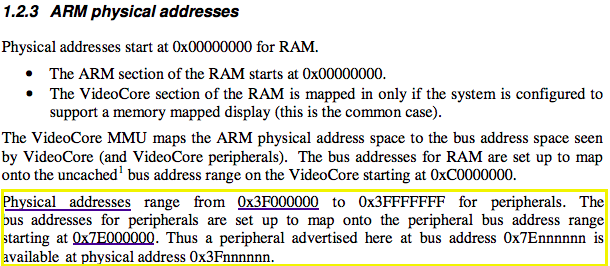 1.2.3 ARM physical addresses
Physical addresses start at 0x00000000 for RAM.
• The ARM section of the RAM starts at 0x00000000.
• The VideoCore section of the RAM is mapped in only if the system is configured to
support a memory mapped display (this is the common case).
The VideoCore MMU maps the ARM physical address space to the bus address space seen
by VideoCore (and VideoCore peripherals). The bus addresses for RAM are set up to map
onto the uncached1 bus address range on the VideoCore starting at 0xC0000000.
Physical addresses range from 0x3F000000 to 0x3FFFFFFF for peripherals. The
bus addresses for peripherals are set up to map onto the peripheral bus address range
starting at 0x7E000000. Thus a peripheral advertised here at bus address 0x7Ennnnnn is
available at physical address 0x3Fnnnnnn.